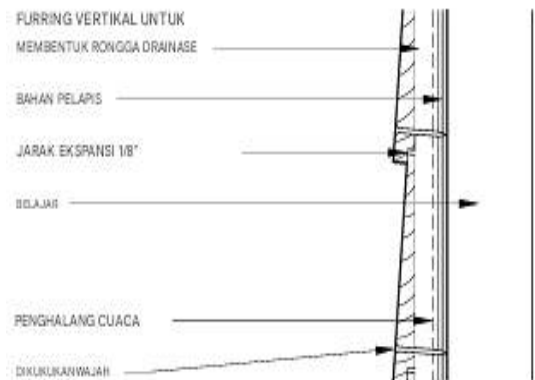 FURRING VERTIKAL UNTUK
MEMBENTUK RONGGA DRAINASE
BAHAN PELAPIS
JARAK EKSPANSI 1/8"
BELAJAR
PENGHALANG CUACA
DIKUKUKANWAJAH